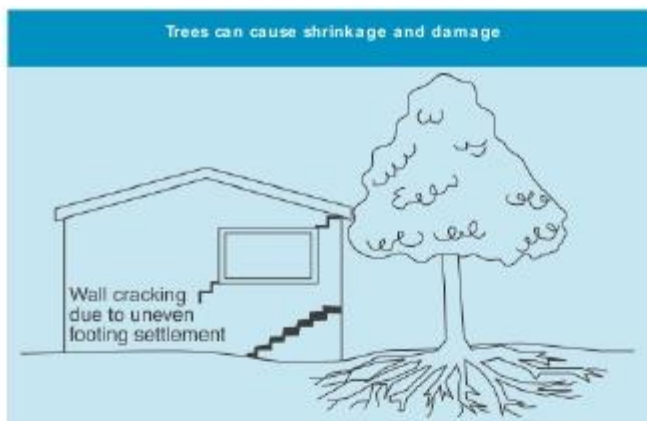 Trees can cause shrinkage and damage
Wall cracking
due to uneven
footing settlement